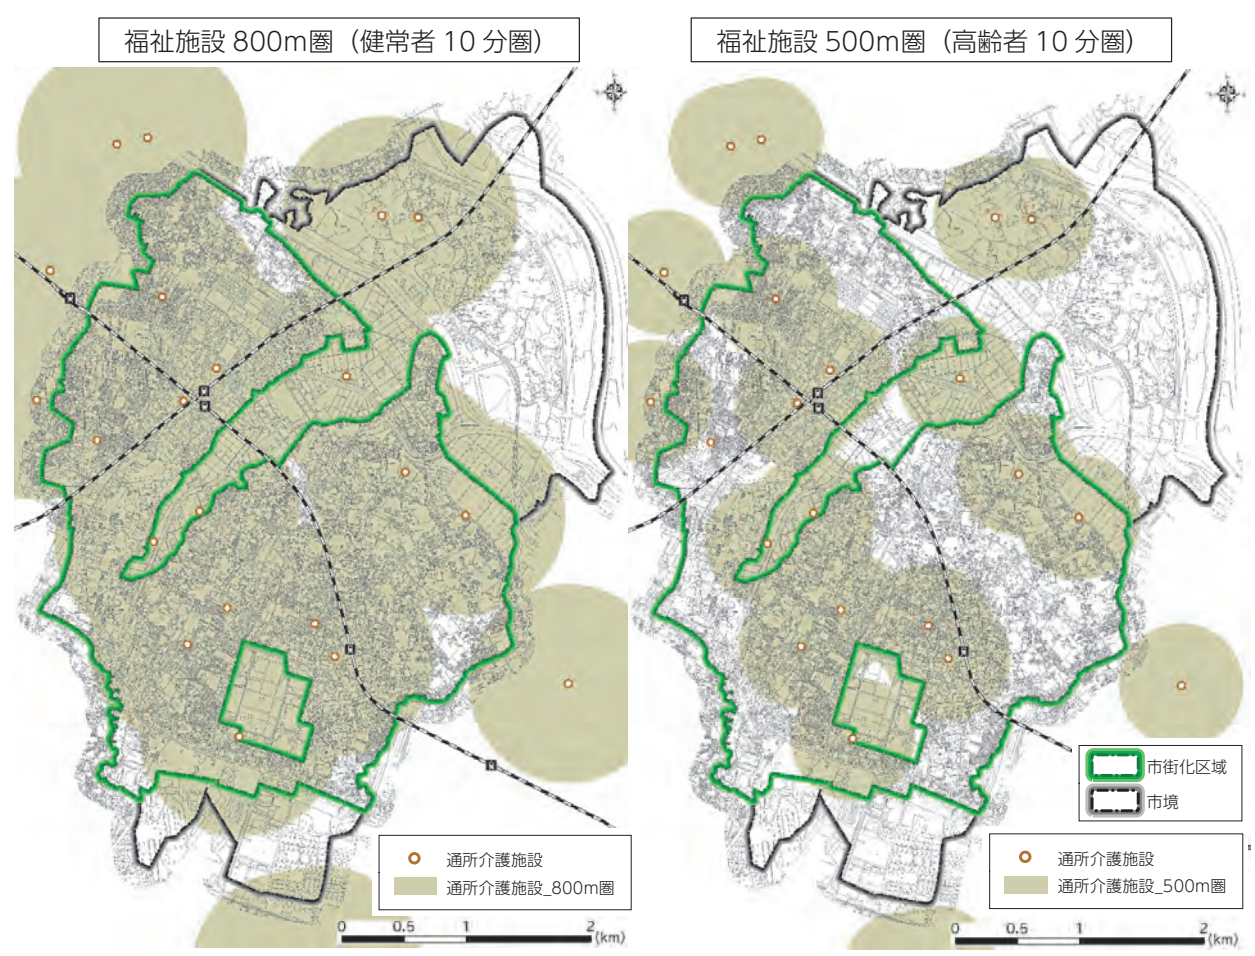 福祉施設 800m圏（健常者 10 分圏）
福祉施設 500m圏（高齢者 10 分圏）
市街化区域
市境
通所介護施設
通所介護施設_800m圏
0 0.5 1 2
(km)
通所介護施設
通所介護施設_500m圏
0 0.5 1 2
(km)